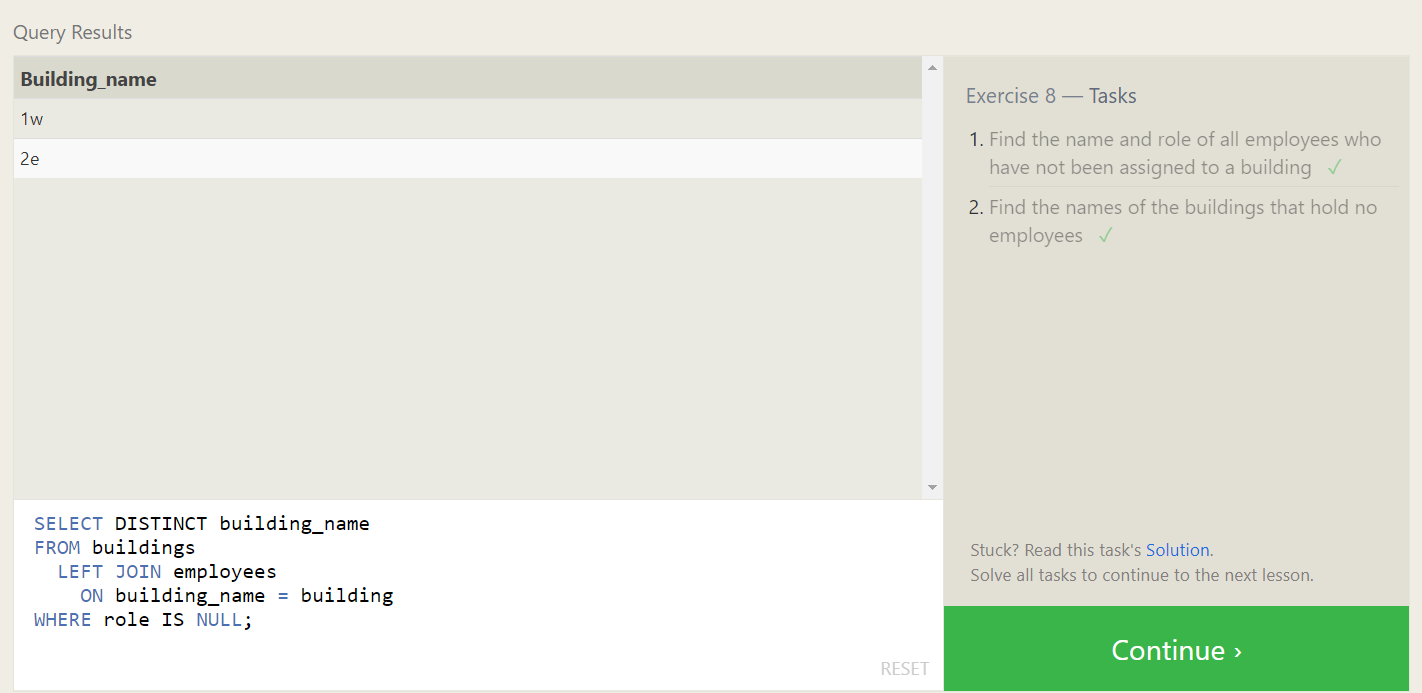 Query Results
Building_name
1w
2e
SELECT DISTINCT building_name
FROM buildings
LEFT JOIN employees
ON building_name = building
WHERE role IS NULL;
RESET
Exercise 8 — Tasks
1. Find the name and role of all employees who
have not been assigned to a building ✓
2. Find the names of the buildings that hold no
employees ✓
Stuck? Read this task's Solution.
Solve all tasks to continue to the next lesson.
Continue ›